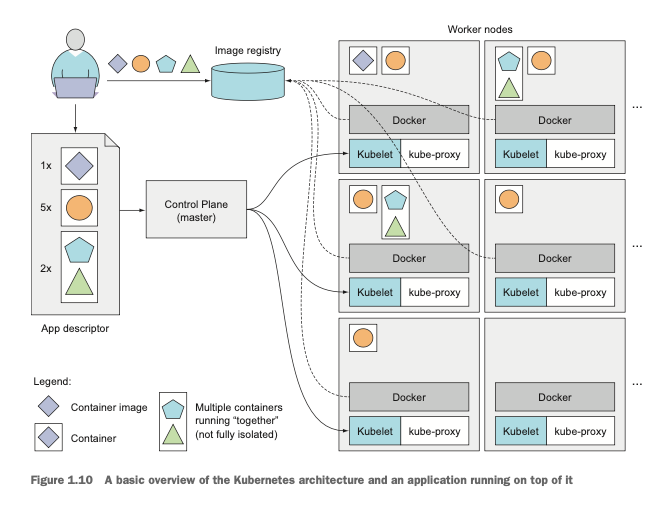 Image registry
Worker nodes
Docker
Kubelet
kube-proxy
Docker
Kubelet
kube-proxy
...
1x
5x
2x
App descriptor
Control Plane
(master)
Docker
Kubelet
kube-proxy
Docker
Kubelet
kube-proxy
...
Docker
Kubelet
kube-proxy
Docker
Kubelet
kube-proxy
...
Legend:
Container image
Container
Multiple containers
running “together”
(not fully isolated)
Figure 1.10 A basic overview of the Kubernetes architecture and an application running on top of it